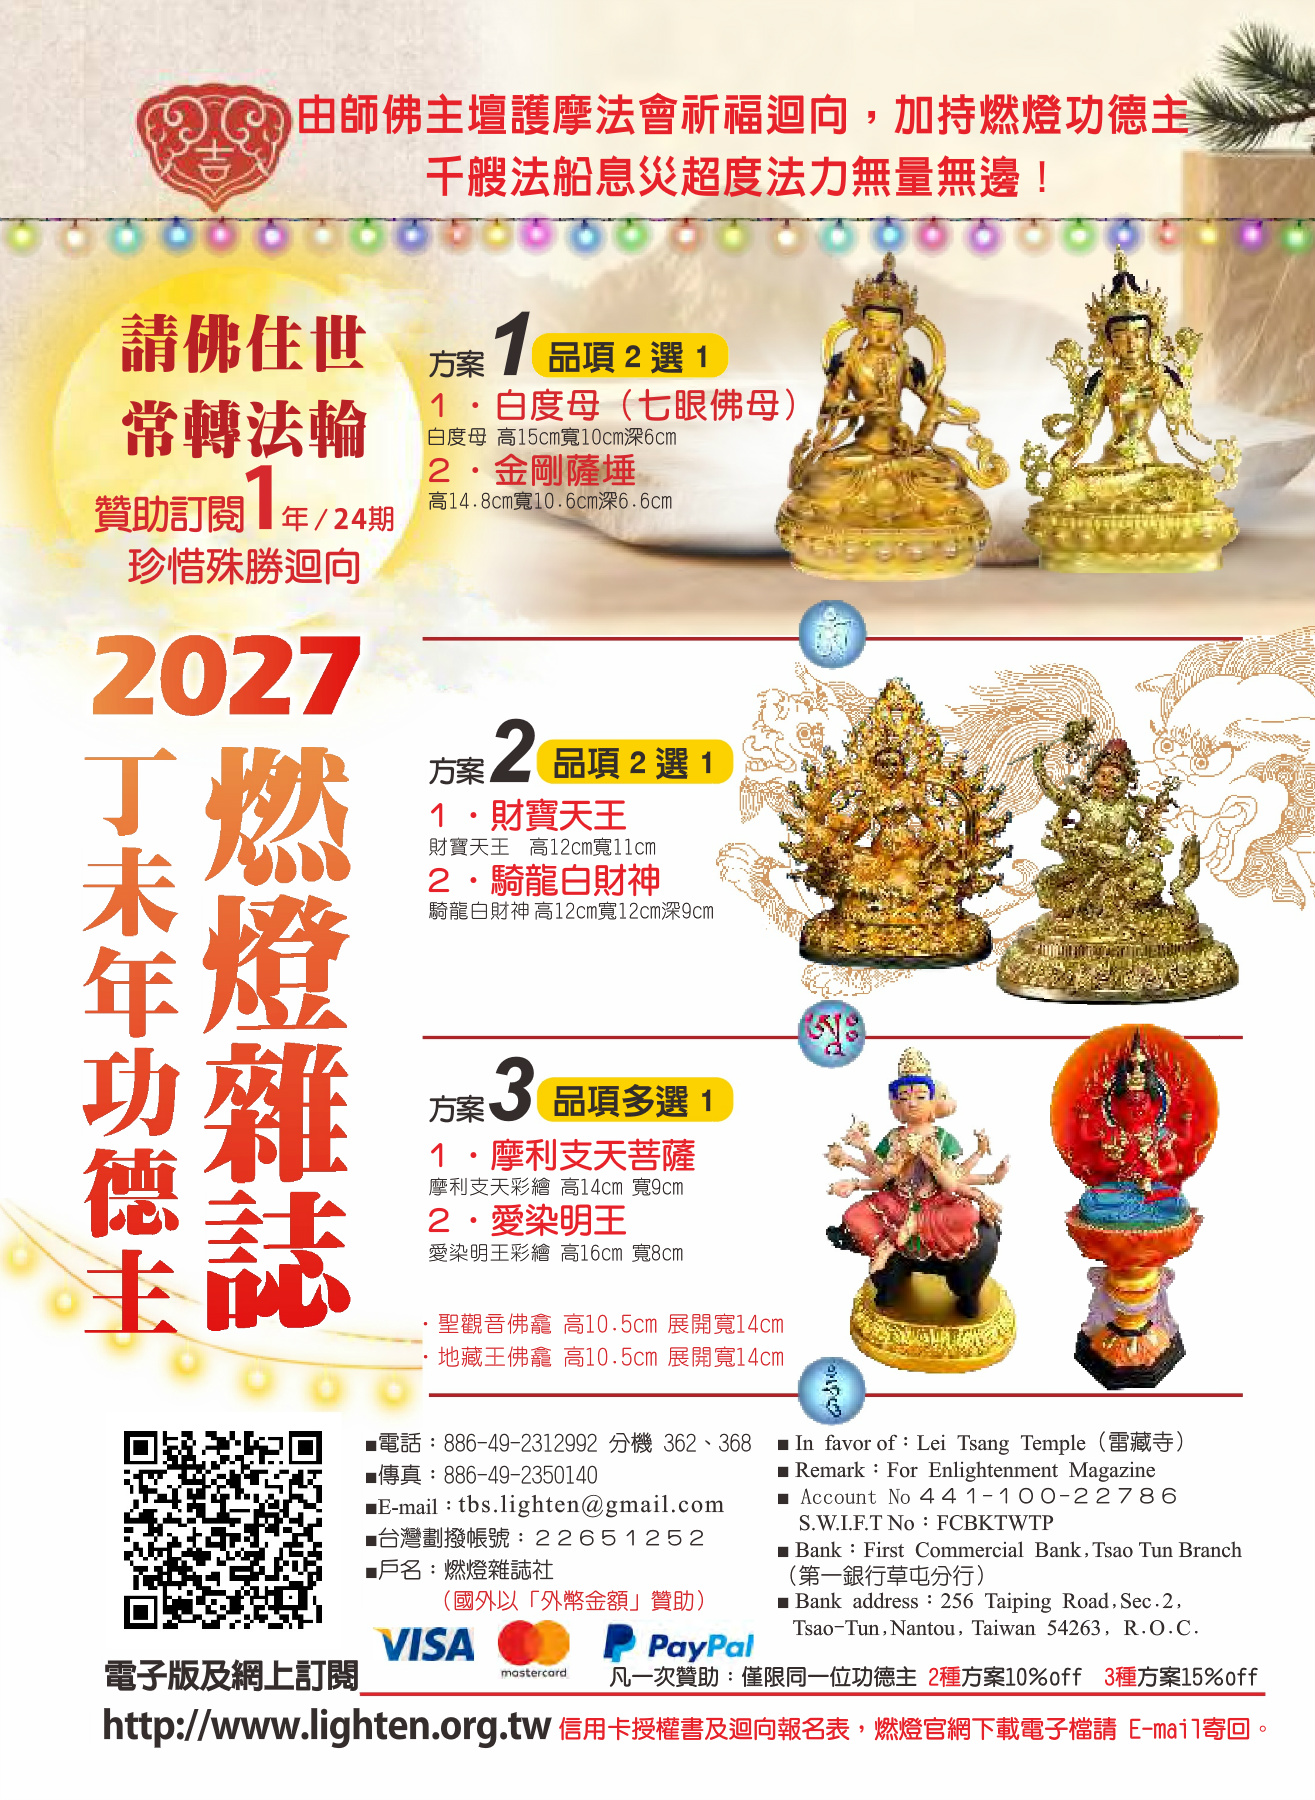 由師佛主壇護摩法會祈福迴向，加持燃燈功德主
千艘法船息災超度法力無量無邊！
吉
請佛住世
常轉法輪
贊助訂閱1年/24期
珍惜殊勝迴向
2027
燃燈雜誌
丁未年功德主
方案1 品項2選1
1．白度母（七眼佛母）
白度母 高15cm寬10cm深6cm
2．金剛薩埵
高14.8cm寬10.6cm深6.6cm
方案2 品項2選1
1．財寶天王
財寶天王 高12cm寬11cm
2．騎龍白財神
騎龍白財神 高12cm寬12cm深9cm
方案3 品項多選1
1．摩利支天菩薩
摩利支天彩繪 高14cm 寬9cm
2．愛染明王
愛染明王彩繪 高16cm 寬8cm
．聖觀音佛龕 高10.5cm 展開寬14cm
．地藏王佛龕 高10.5cm 展開寬14cm
■電話：886-49-2312992 分機 362、368
■傳真：886-49-2350140
■E-mail：tbs.lighten@gmail.com
■台灣劃撥帳號：22651252
■戶名：燃燈雜誌社
（國外以「外幣金額」贊助）
VISA mastercard PayPal
■ In favor of：Lei Tsang Temple（雷藏寺）
■ Remark：For Enlightenment Magazine
■ Account No 441-100-22786
S.W.I.F.T No：FCBKTWTP
■ Bank：First Commercial Bank,Tsao Tun Branch
（第一銀行草屯分行）
■ Bank address：256 Taiping Road,Sec.2,
Tsao-Tun,Nantou, Taiwan 54263, R.O.C.
凡一次贊助：僅限同一位功德主 2種方案10%off 3種方案15%off
電子版及網上訂閱
http://www.lighten.org.tw 信用卡授權書及迴向報名表，燃燈官網下載電子檔請 E-mail寄回。